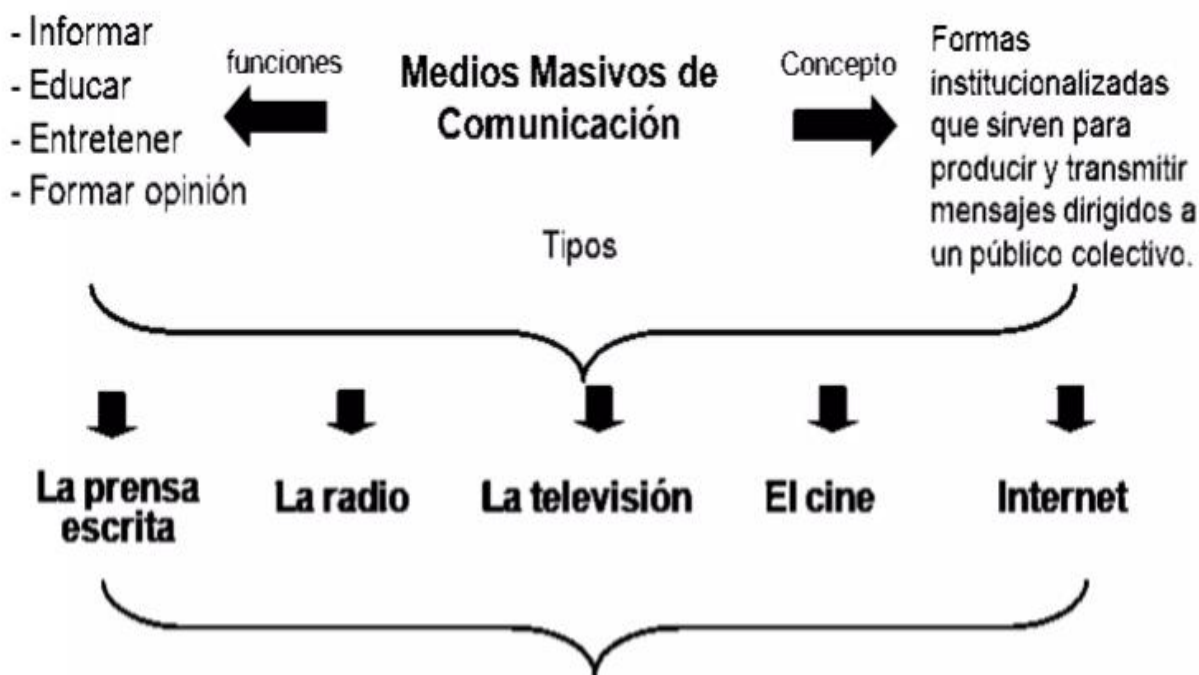 - Informar
- Educar
- Entretener
- Formar opinión
funciones
Medios Masivos de
Comunicación
Concepto
Formas
institucionalizadas
que sirven para
producir y transmitir
mensajes dirigidos a
un público colectivo.
Tipos
La prensa
escrita
La radio
La televisión
El cine
Internet